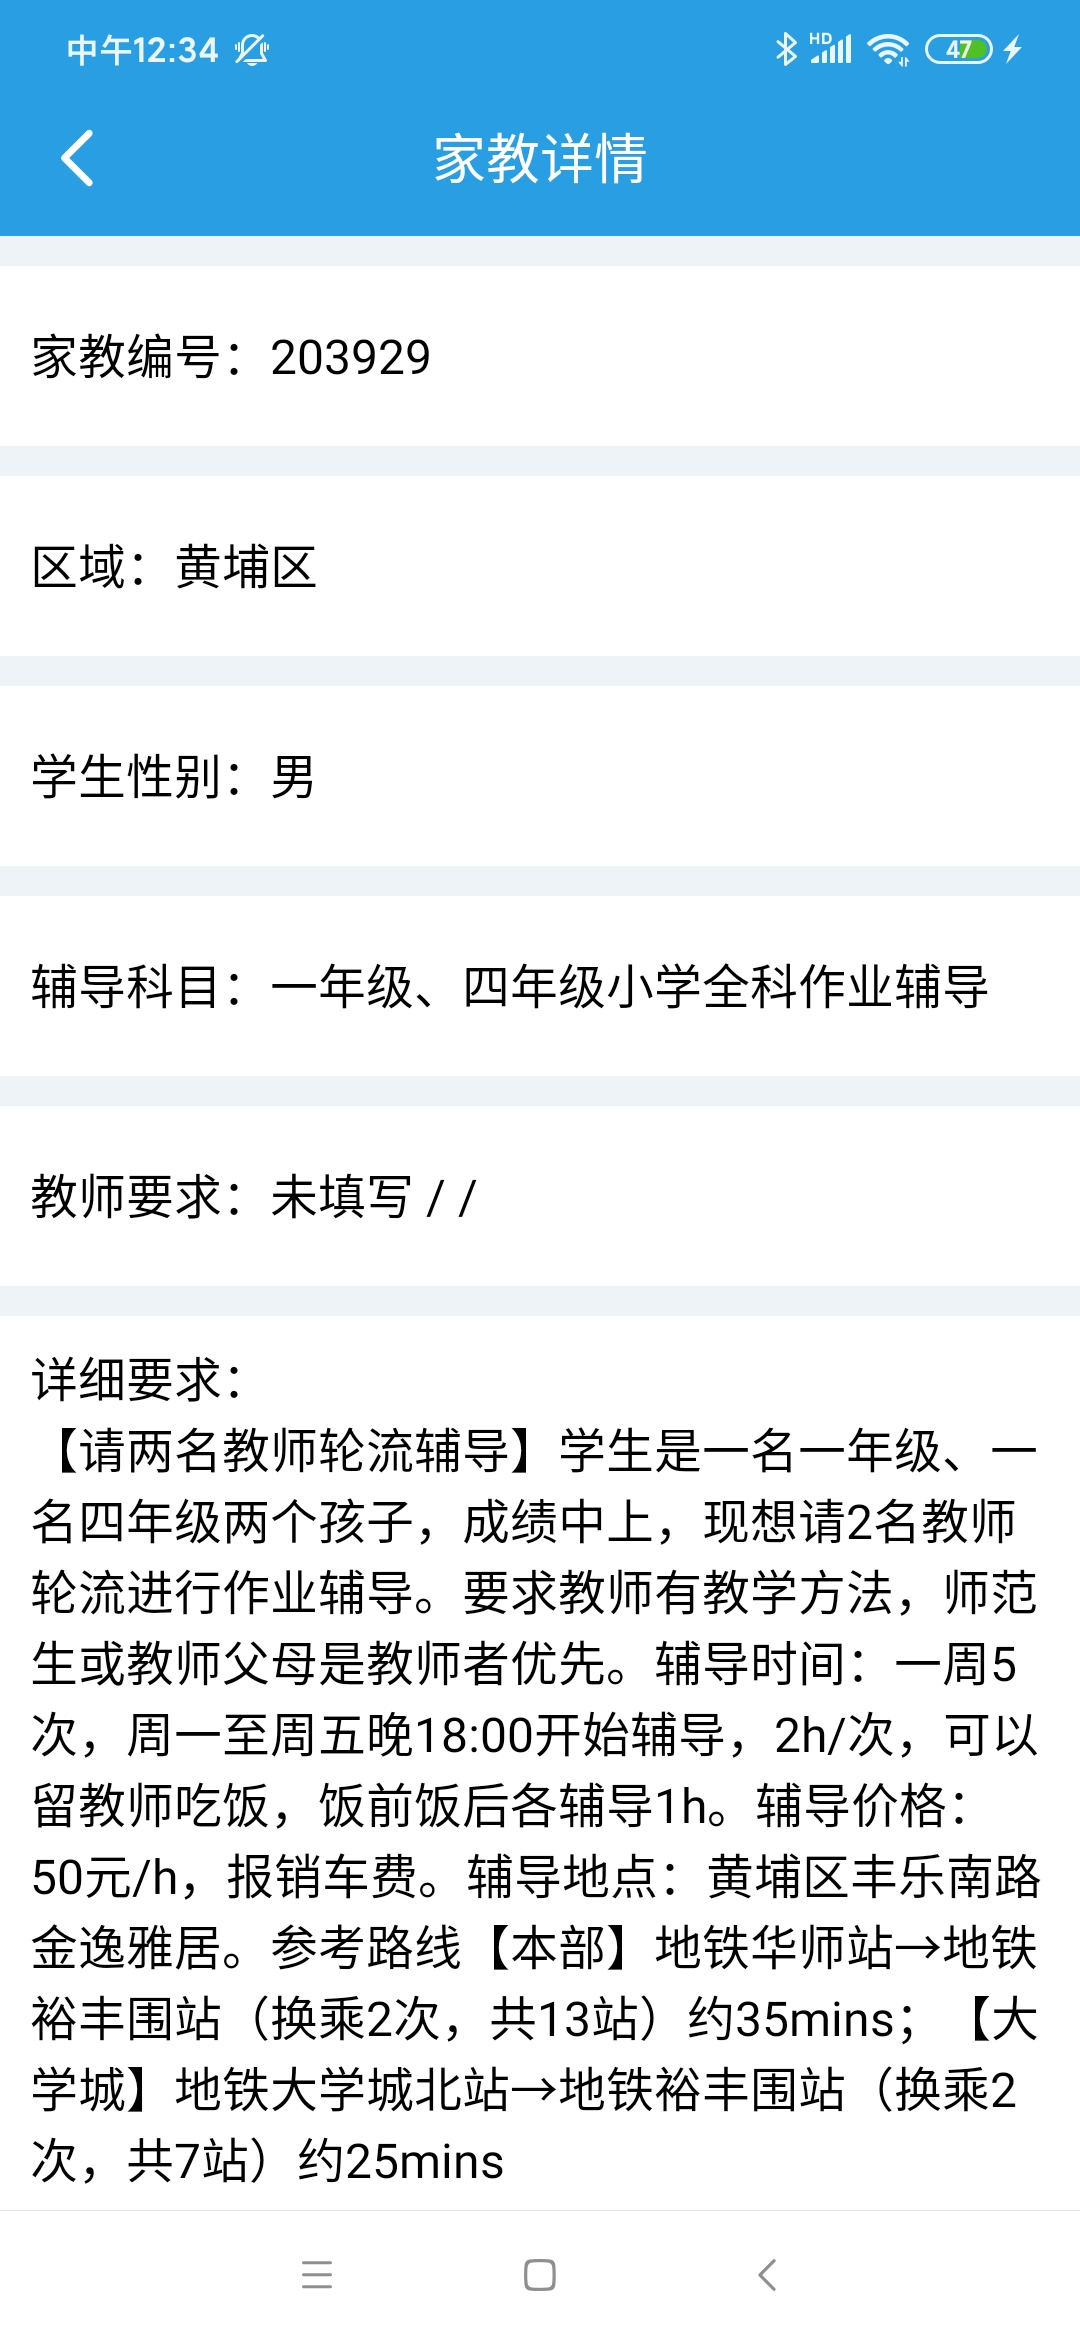 中午12:34
HD
47
家教详情
家教编号：203929
区域：黄埔区
学生性别：男
辅导科目：一年级、四年级小学全科作业辅导
教师要求：未填写 / /
详细要求：
【请两名教师轮流辅导】学生是一名一年级、一
名四年级两个孩子，成绩中上，现想请2名教师
轮流进行作业辅导。要求教师有教学方法，师范
生或教师父母是教师者优先。辅导时间：一周5
次，周一至周五晚18:00开始辅导，2h/次，可以
留教师吃饭，饭前饭后各辅导1h。辅导价格：
50元/h，报销车费。辅导地点：黄埔区丰乐南路
金逸雅居。参考路线【本部】地铁华师站→地铁
裕丰围站（换乘2次，共13站）约35mins；【大
学城】地铁大学城北站→地铁裕丰围站（换乘2
次，共7站）约25mins